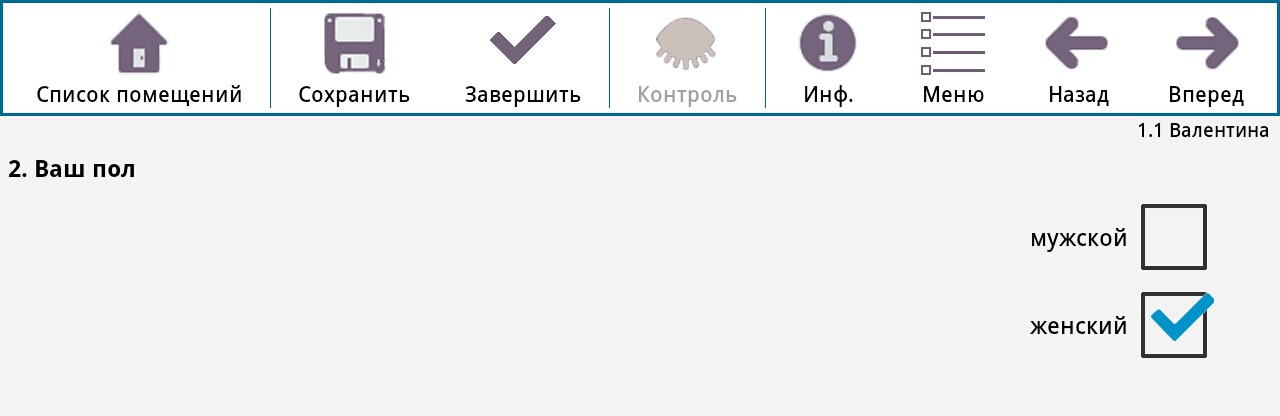 Список помещений
Сохранить
Завершить
Контроль
Инф.
Меню
Назад
Вперед
1.1 Валентина
2. Ваш пол
мужской
женский